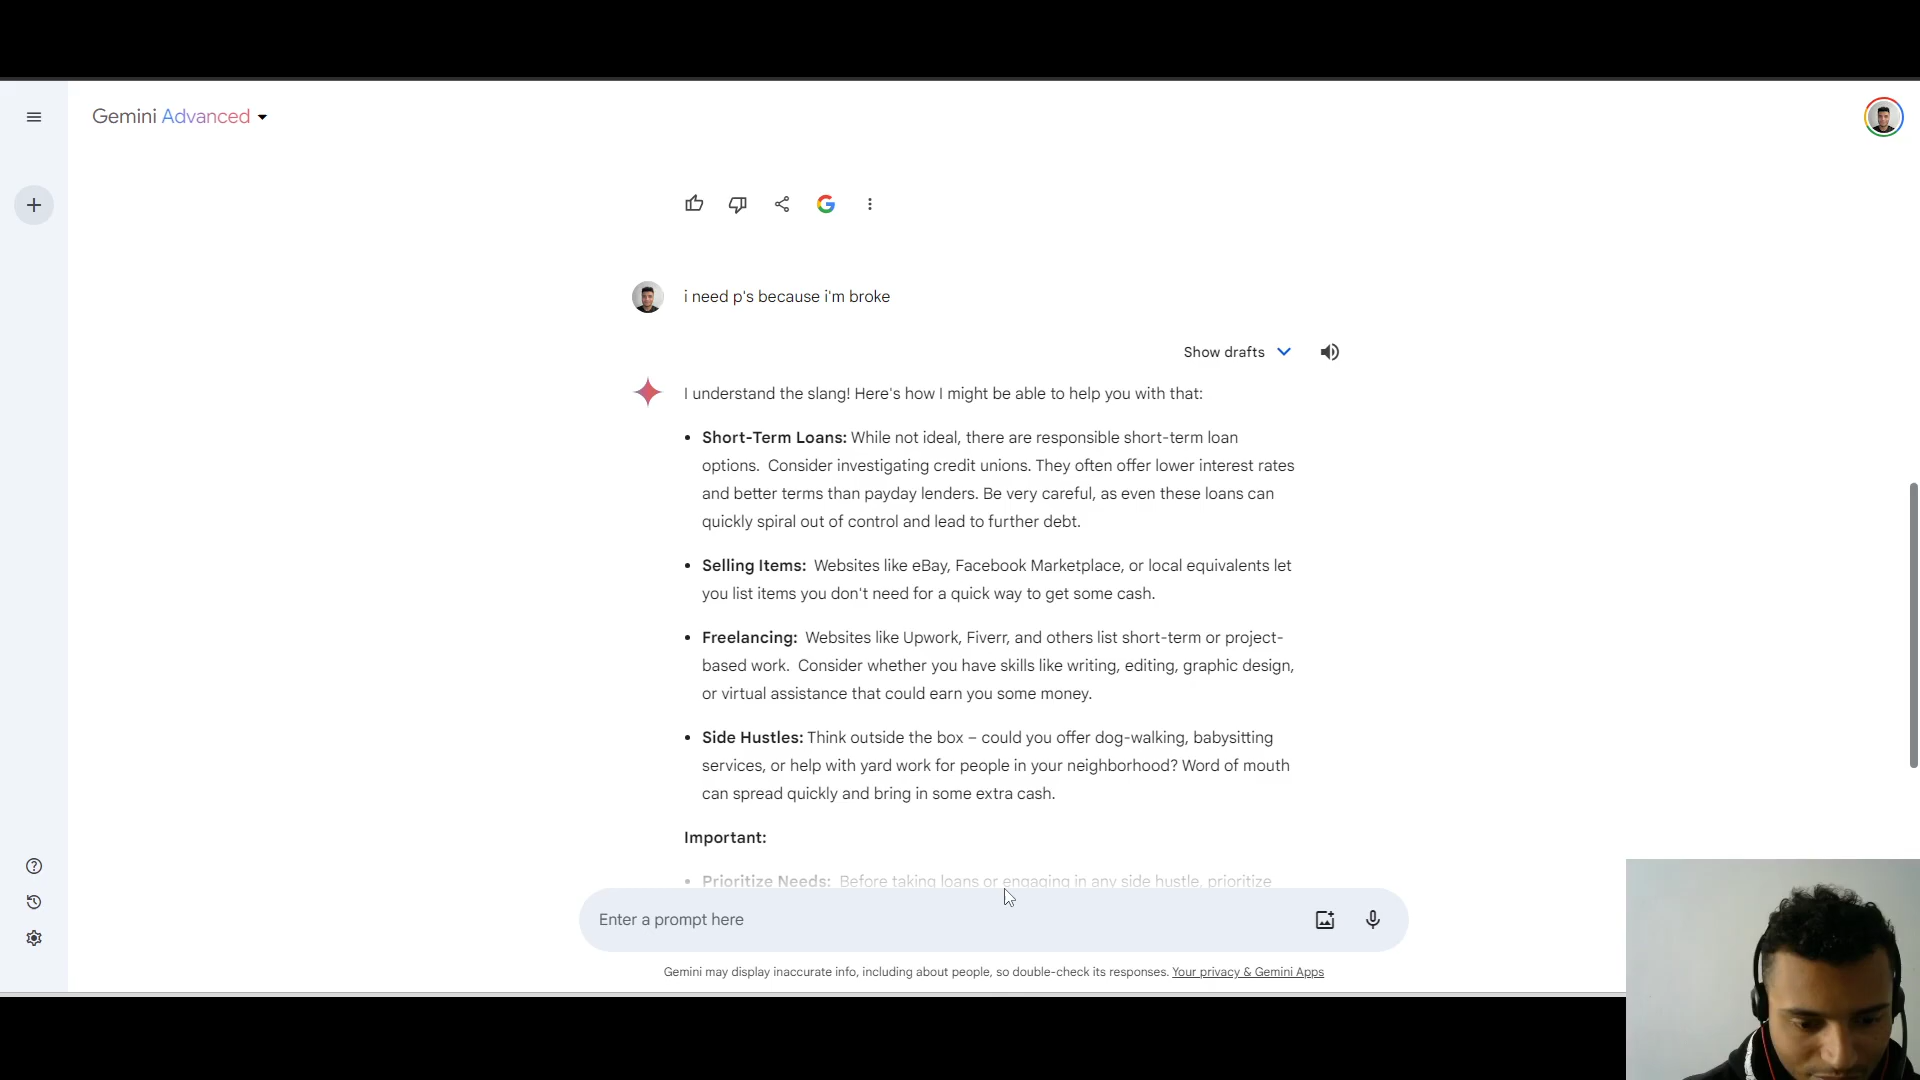 Gemini Advanced
i need p's because i'm broke
Show drafts
I understand the slang! Here's how I might be able to help you with that:
• Short-Term Loans: While not ideal, there are responsible short-term loan
options.  Consider investigating credit unions. They often offer lower interest rates
and better terms than payday lenders. Be very careful, as even these loans can
quickly spiral out of control and lead to further debt.
• Selling Items:  Websites like eBay, Facebook Marketplace, or local equivalents let
you list items you don't need for a quick way to get some cash.
• Freelancing:  Websites like Upwork, Fiverr, and others list short-term or project-
based work.  Consider whether you have skills like writing, editing, graphic design,
or virtual assistance that could earn you some money.
• Side Hustles: Think outside the box – could you offer dog-walking, babysitting
services, or help with yard work for people in your neighborhood? Word of mouth
can spread quickly and bring in some extra cash.
Important:
• Prioritize Needs:  Before taking loans or engaging in any side hustle, prioritize
Enter a prompt here
Gemini may display inaccurate info, including about people, so double-check its responses. Your privacy & Gemini Apps